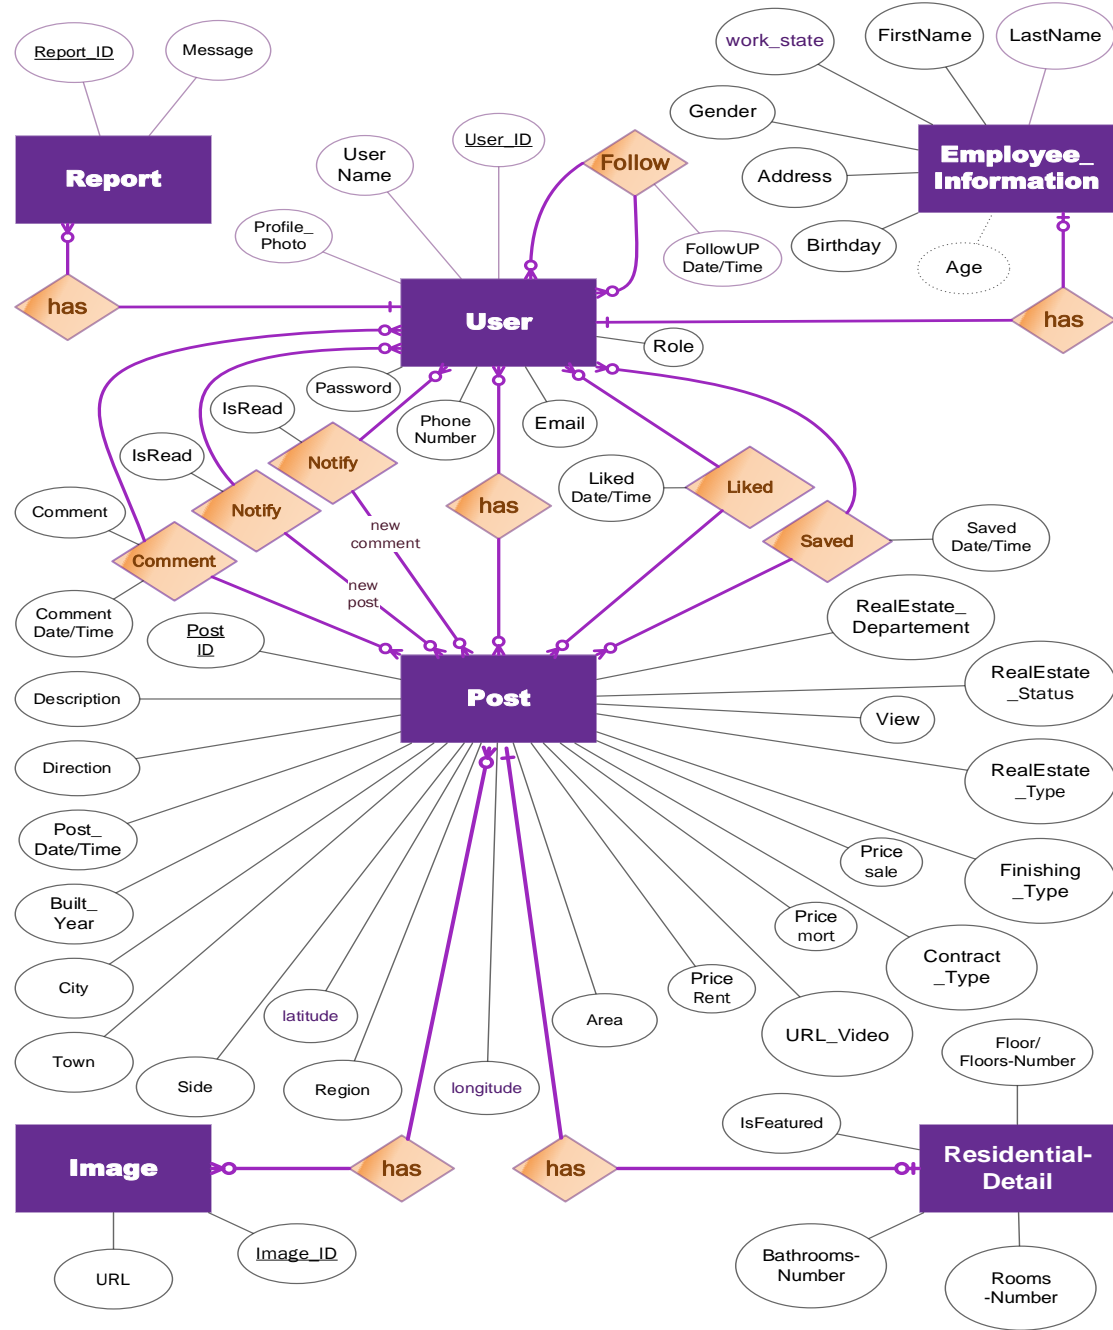 Report_ID
Message
Report
has
User
Name
User_ID
Profile_
Photo
Follow
FollowUP
Date/Time
work_state
FirstName
LastName
Gender
Address
Birthday
Age
Employee_
Information
has
User
Role
Password
Phone
Number
Email
IsRead
Notify
IsRead
Notify
new
comment
new
post
Comment
Comment
Comment
Date/Time
has
Liked
Date/Time
Liked
Saved
Saved
Date/Time
Post
ID
Description
Direction
Post_
Date/Time
Built_
Year
City
Town
Side
latitude
Region
longitude
Area
Price
Rent
Price
mort
Price
sale
URL_Video
Contract
_Type
Finishing
_Type
RealEstate
_Type
View
RealEstate
_Status
RealEstate_
Departement
Post
Image
URL
Image_ID
has
has
IsFeatured
Floor/
Floors-Number
Residential-
Detail
Bathrooms-
Number
Rooms
-Number